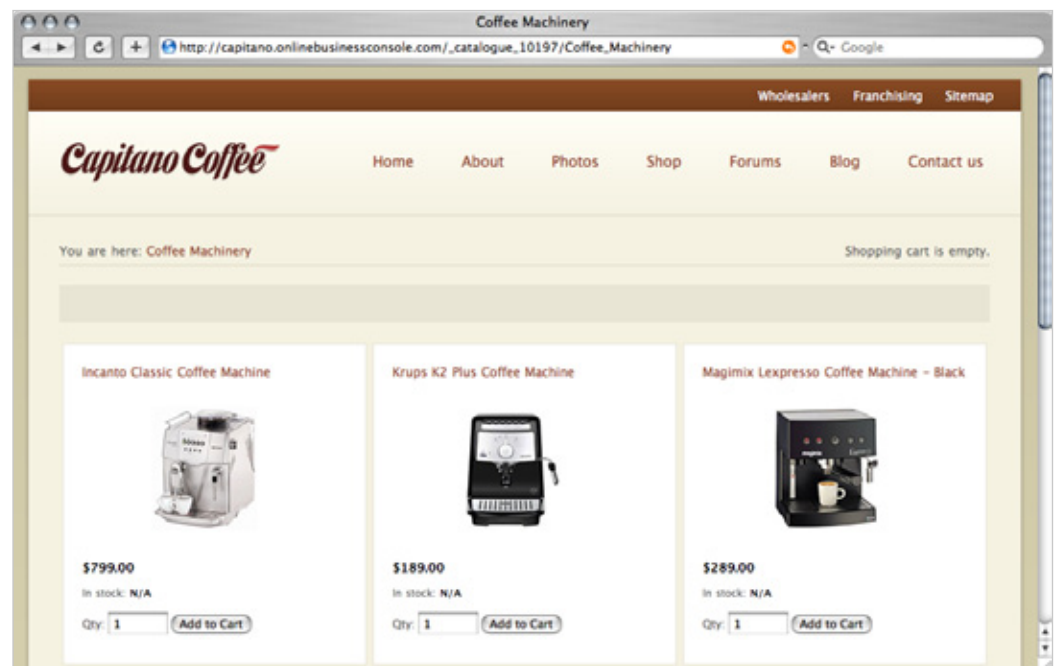 Coffee Machinery
http://capitano.onlinebusinessconsole.com/_catalogue_10197/Coffee_Machinery
Google
Wholesalers Franchising Sitemap
Capitano Coffee
Home About Photos Shop Forums Blog Contact us
You are here: Coffee Machinery
Shopping cart is empty.
Incanto Classic Coffee Machine
Krups K2 Plus Coffee Machine
Magimix Lexpresso Coffee Machine - Black
$799.00
In stock: N/A
Qty: 1 Add to Cart
$189.00
In stock: N/A
Qty: 1 Add to Cart
$289.00
In stock: N/A
Qty: 1 Add to Cart